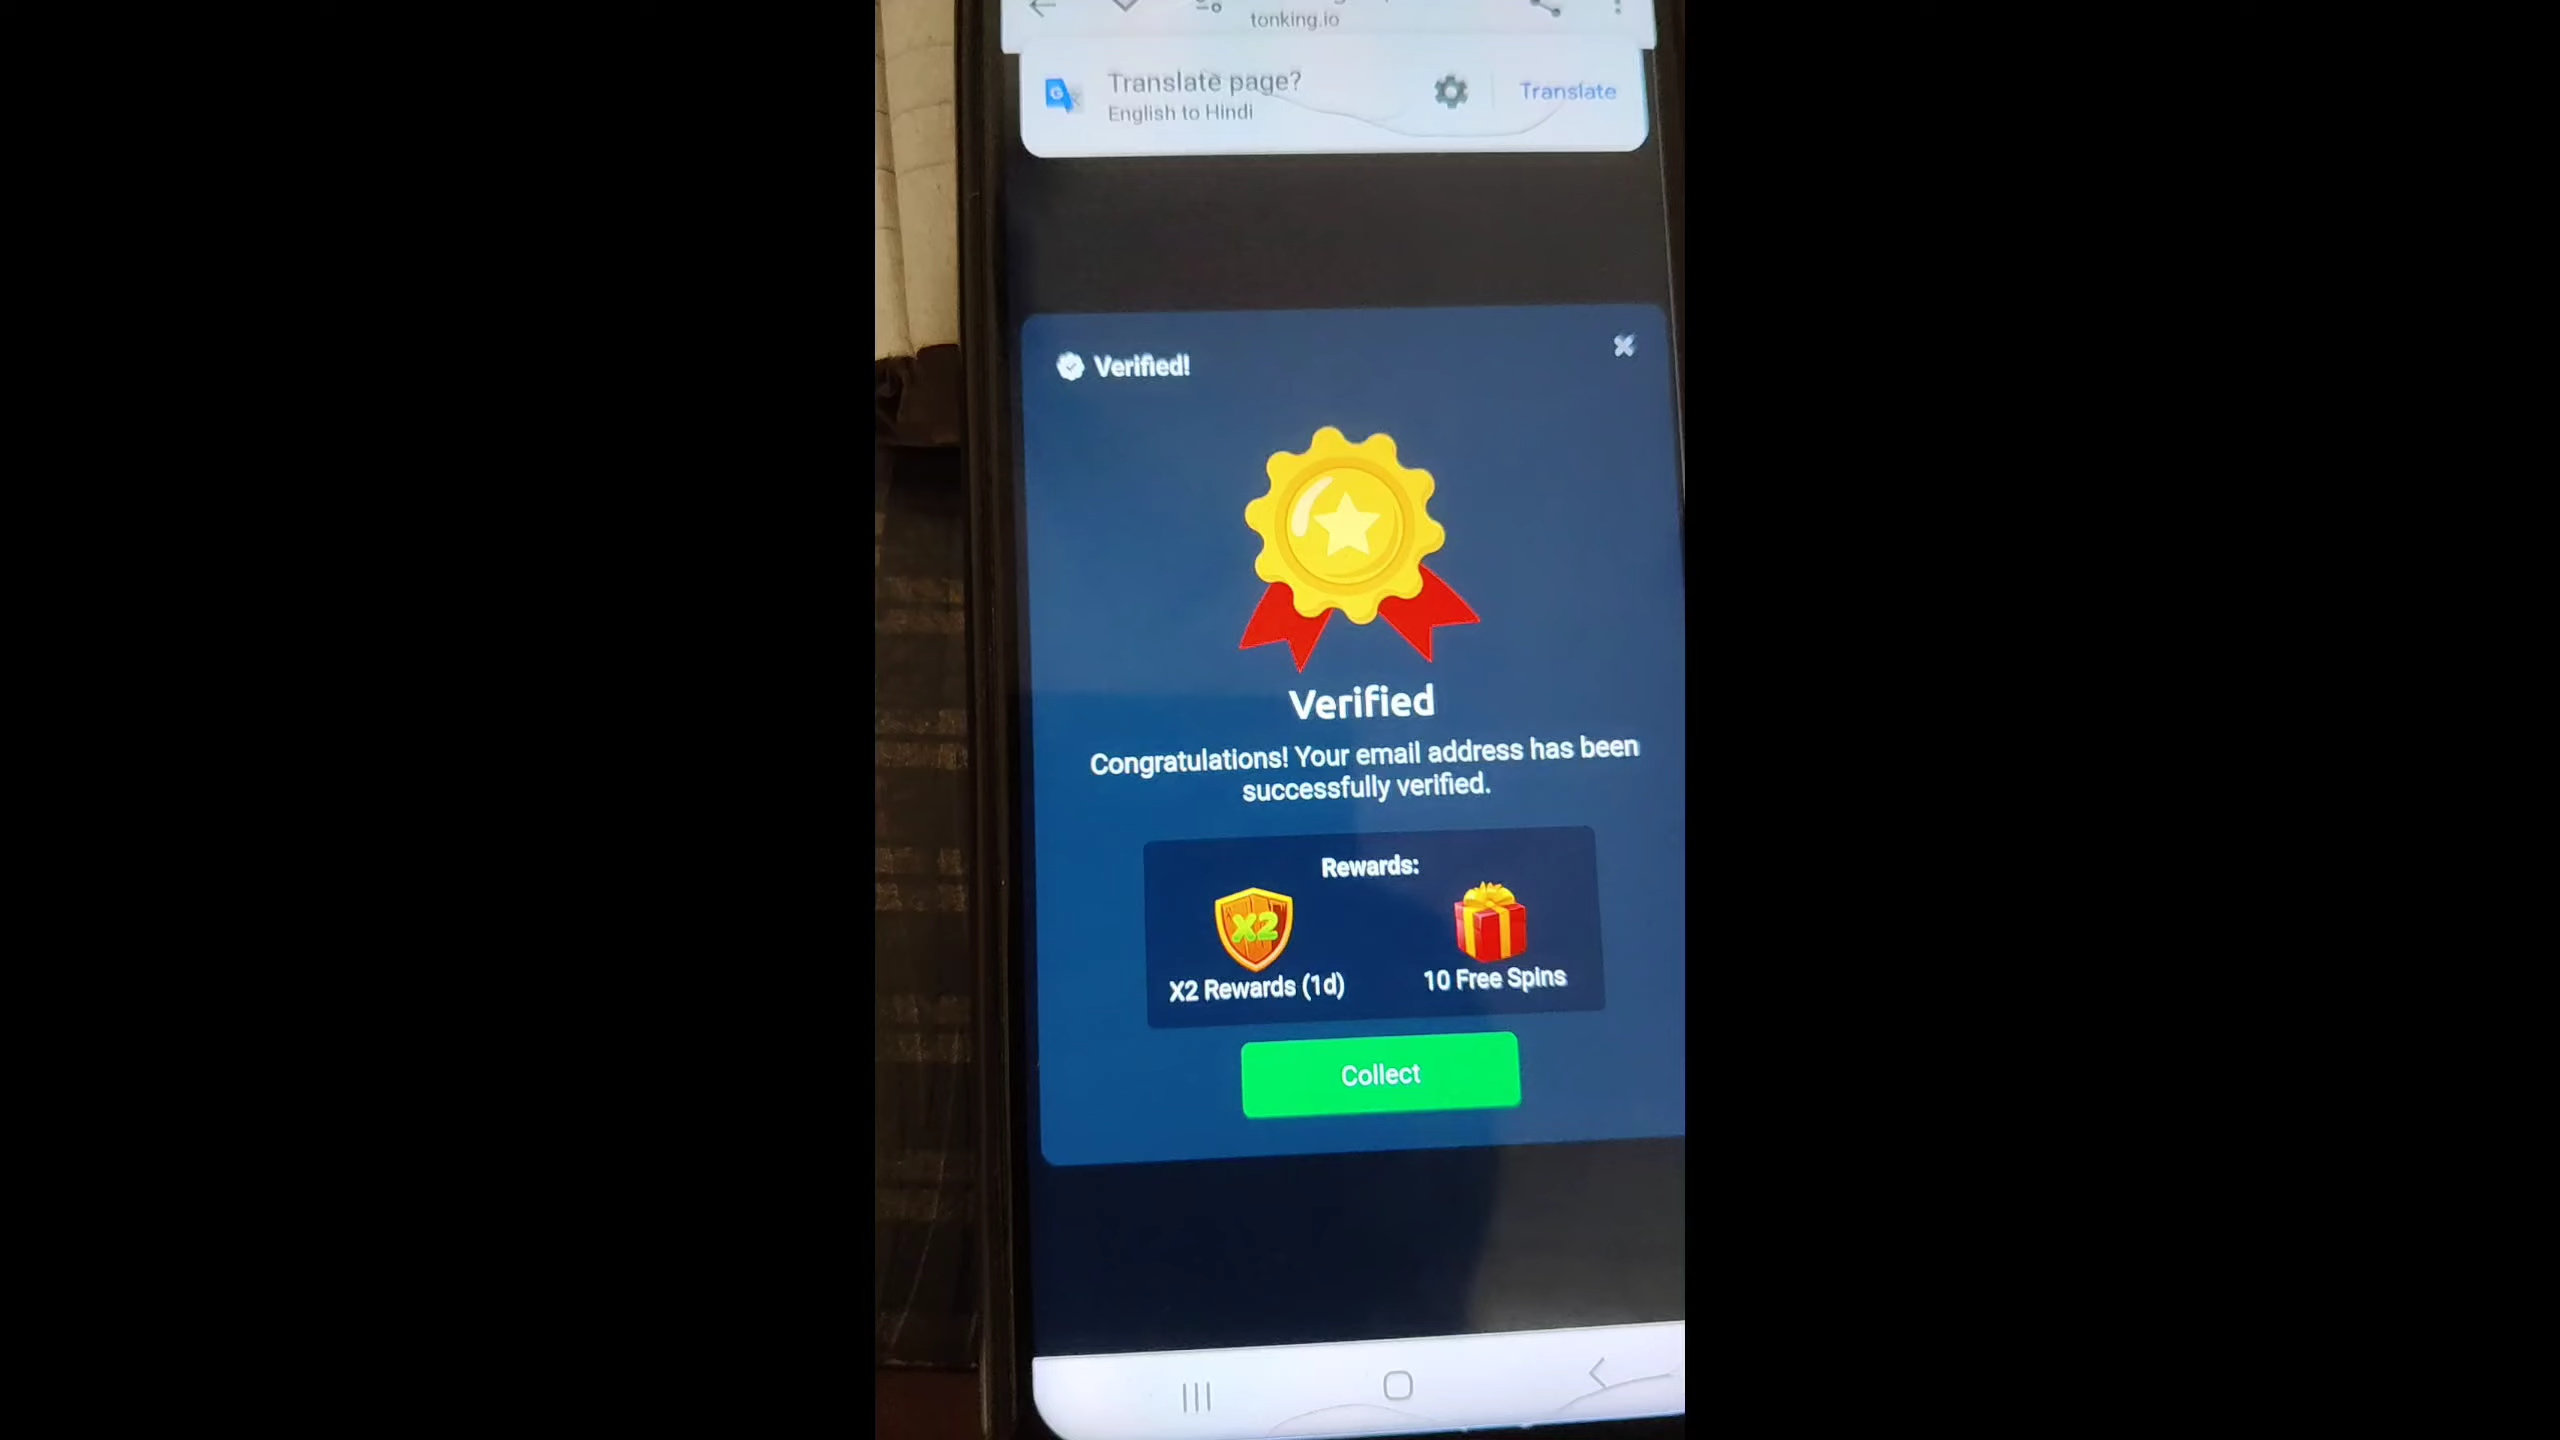 tonking.io
Translate page?
English to Hindi
Translate
Verified!
Verified
Congratulations! Your email address has been
successfully verified.
Rewards:
X2
X2 Rewards (1d)
10 Free Spins
Collect